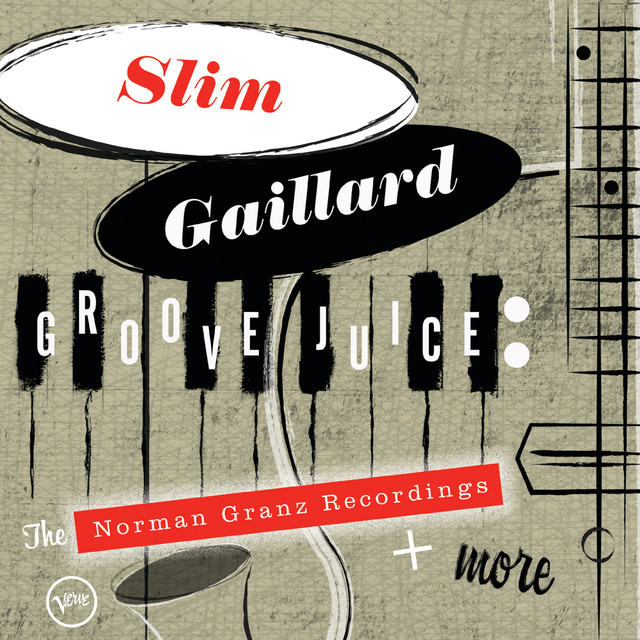 Slim
Gaillard
GROOVE JUICE:
The Norman Granz Recordings
+ more
Verve